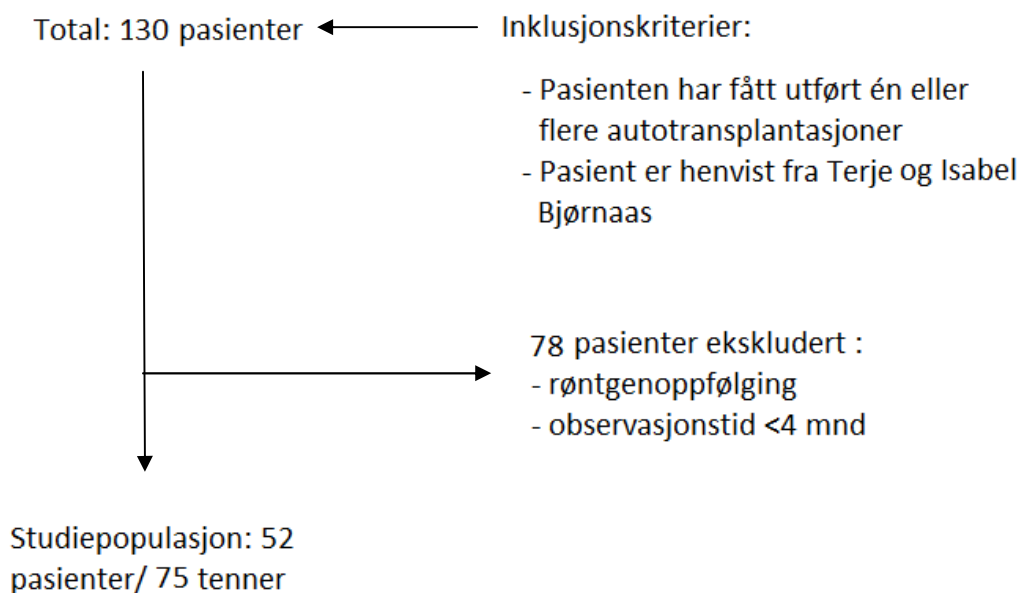 Total: 130 pasienter
Inklusjonskriterier:
- Pasienten har fått utført én eller
flere autotransplantasjoner
- Pasient er henvist fra Terje og Isabel
Bjørnaas
78 pasienter ekskludert :
- røntgenoppfølging
- observasjonstid <4 mnd
Studiepopulasjon: 52
pasienter/ 75 tenner